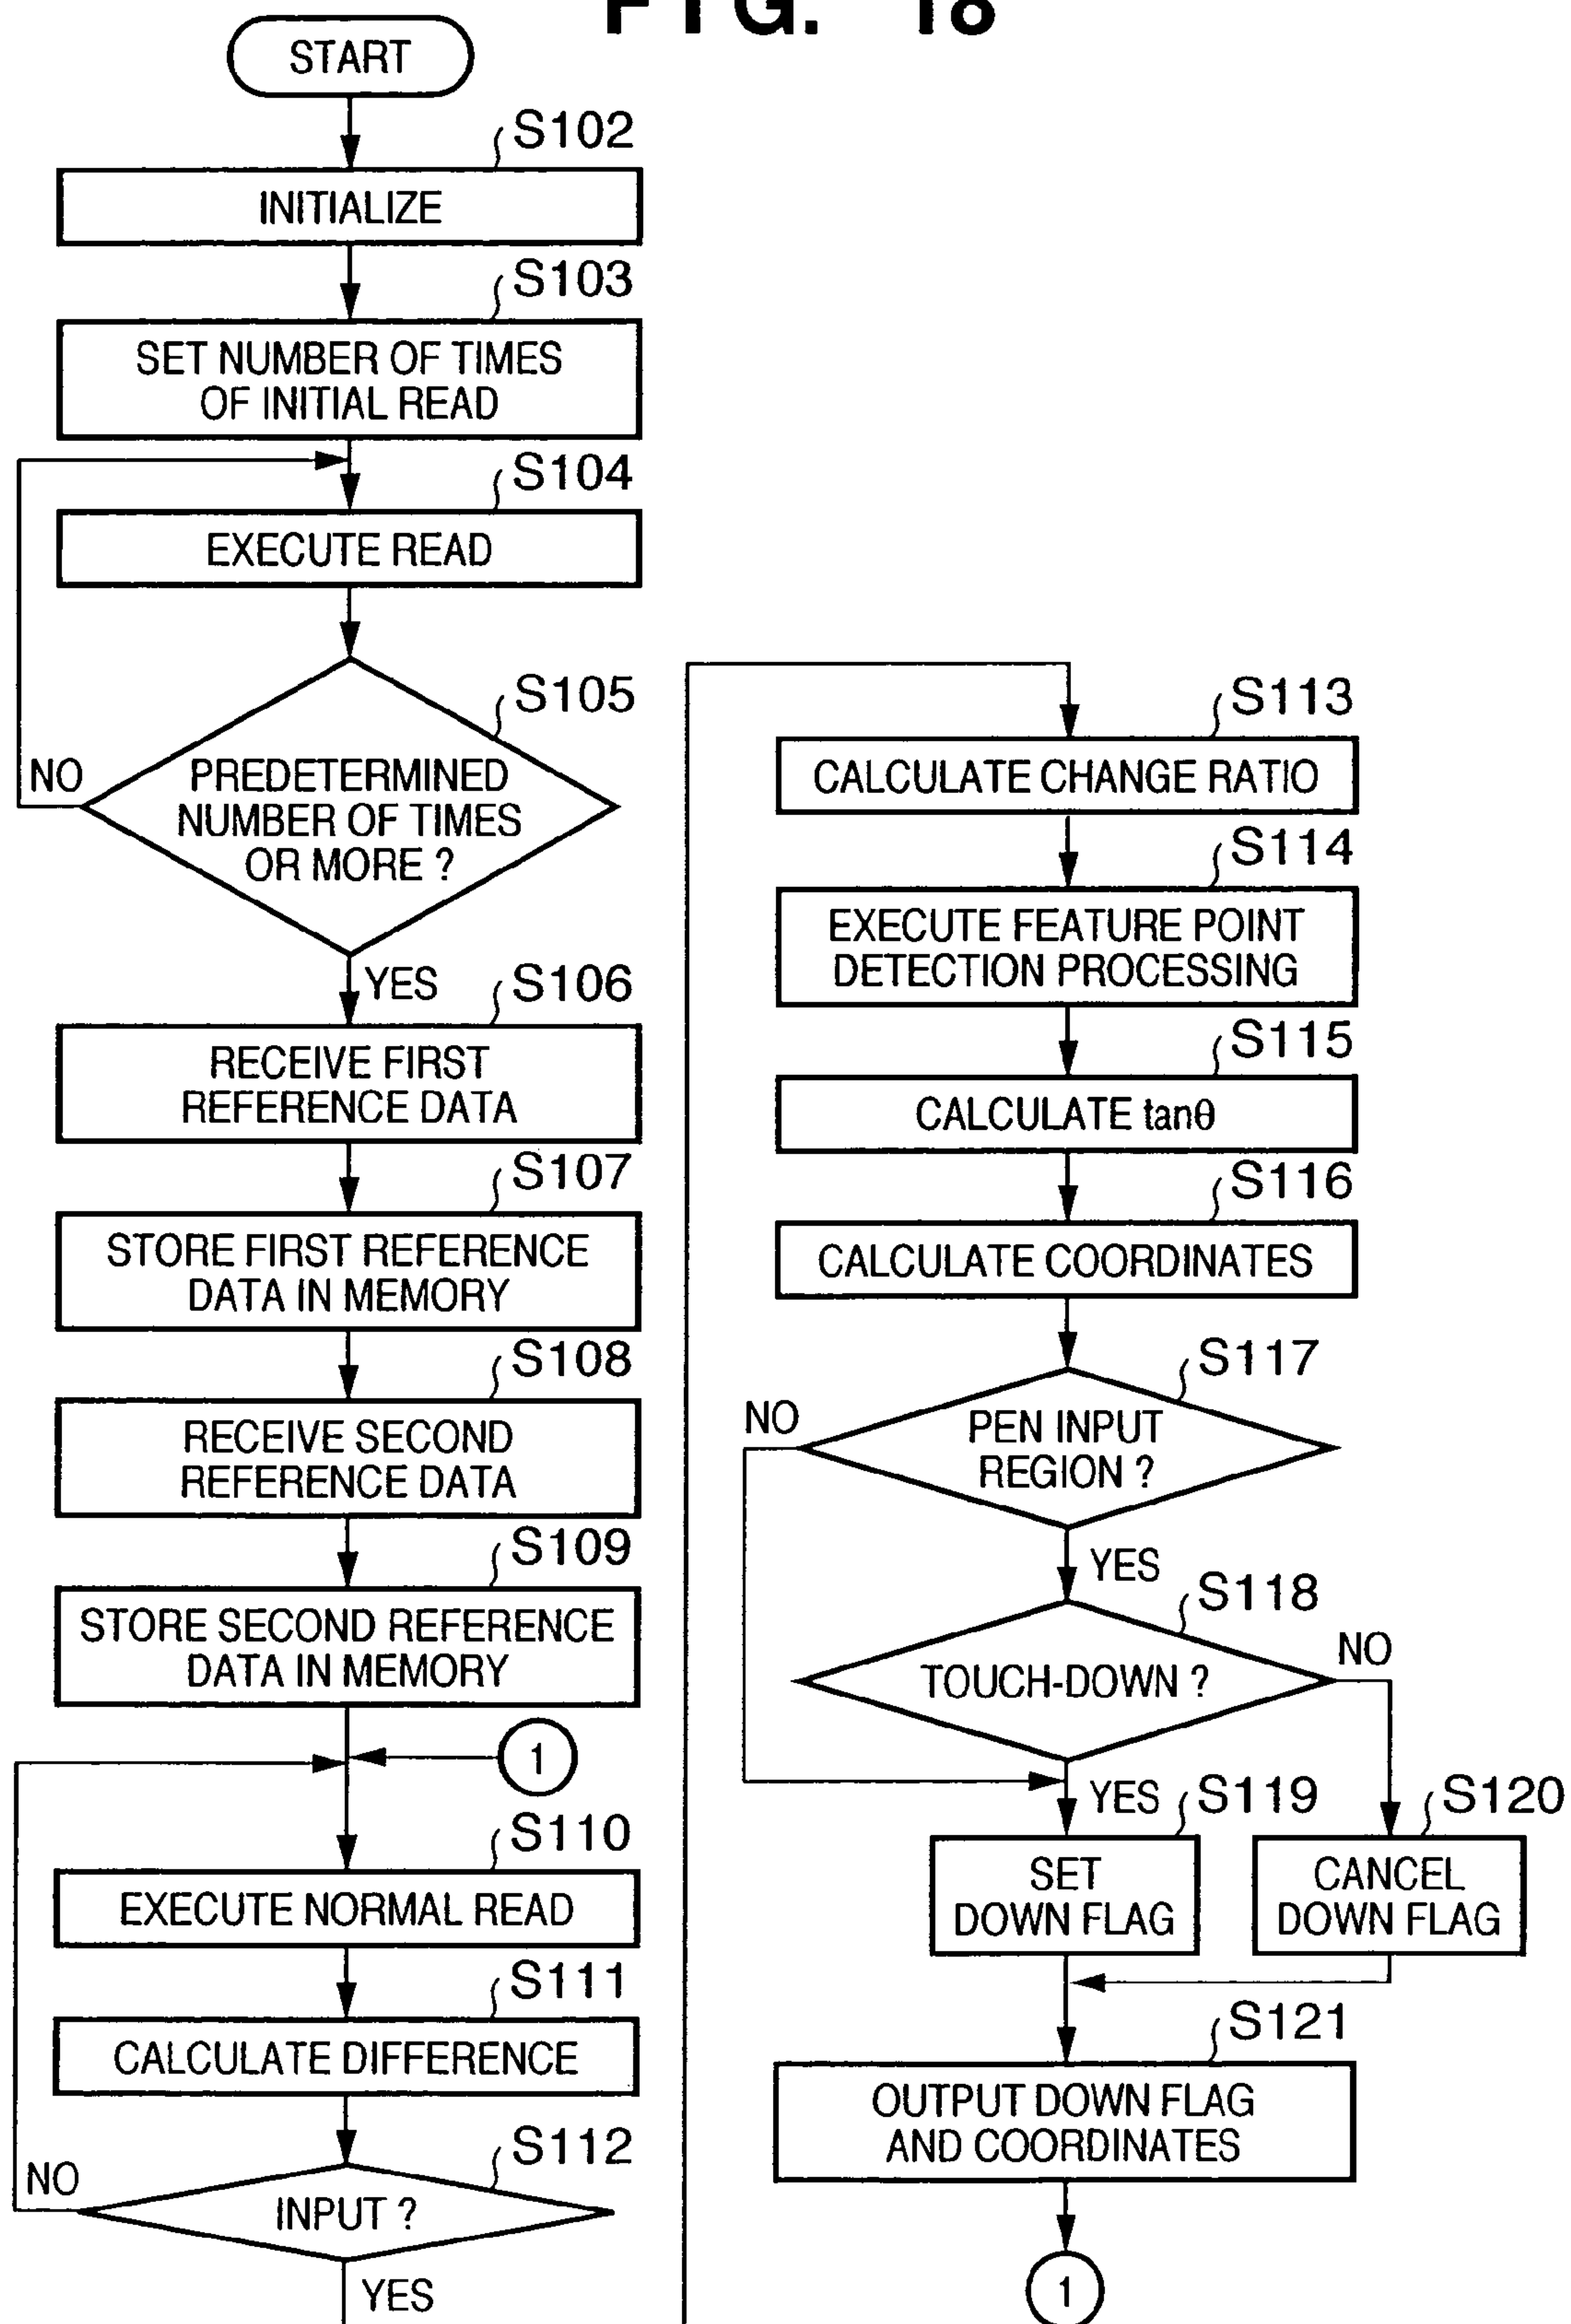 FIG. 18
START
S102
INITIALIZE
S103
SET NUMBER OF TIMES
OF INITIAL READ
S104
EXECUTE READ
S105
NO
PREDETERMINED
NUMBER OF TIMES
OR MORE ?
YES
S106
RECEIVE FIRST
REFERENCE DATA
S107
STORE FIRST REFERENCE
DATA IN MEMORY
S108
RECEIVE SECOND
REFERENCE DATA
S109
STORE SECOND REFERENCE
DATA IN MEMORY
1
S110
EXECUTE NORMAL READ
S111
CALCULATE DIFFERENCE
S112
NO
INPUT ?
YES
S113
CALCULATE CHANGE RATIO
S114
EXECUTE FEATURE POINT
DETECTION PROCESSING
S115
CALCULATE tanθ
S116
CALCULATE COORDINATES
S117
NO
PEN INPUT
REGION ?
YES
S118
NO
TOUCH-DOWN ?
YES
S119
S120
SET
DOWN FLAG
CANCEL
DOWN FLAG
S121
OUTPUT DOWN FLAG
AND COORDINATES
1